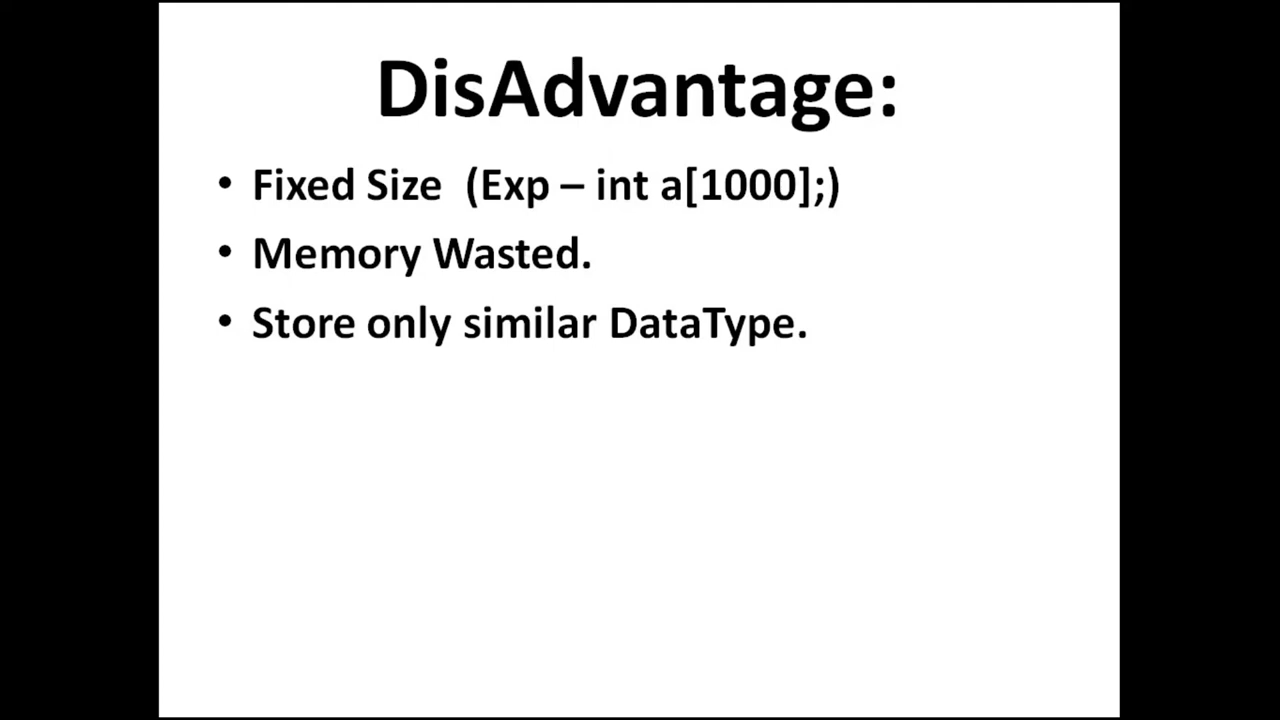 DisAdvantage:
• Fixed Size (Exp – int a[1000];)
• Memory Wasted.
• Store only similar DataType.